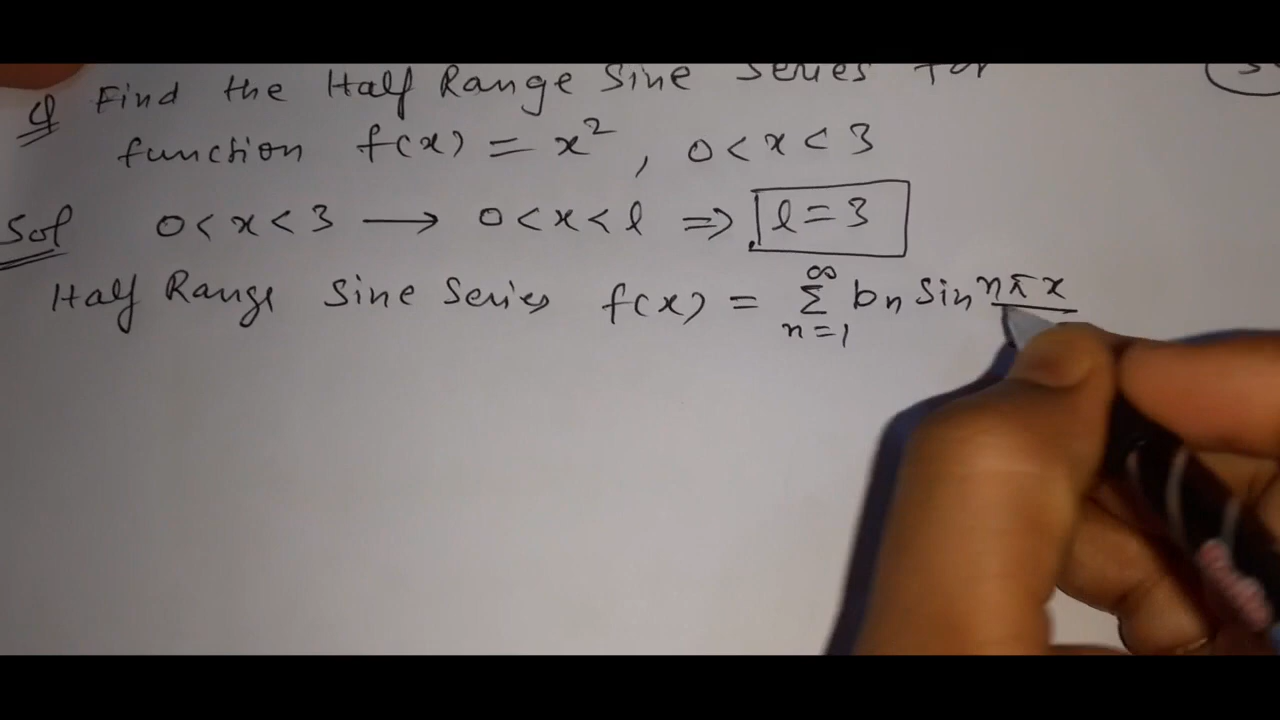 Q Find the Half Range Sine Series for
function f(x) = x², 0 < x < 3
Sol 0 < x < 3 ⟶ 0 < x < l ⇒ l = 3
Half Range Sine Series f(x) = ∞Σn=1 bn Sin nπx